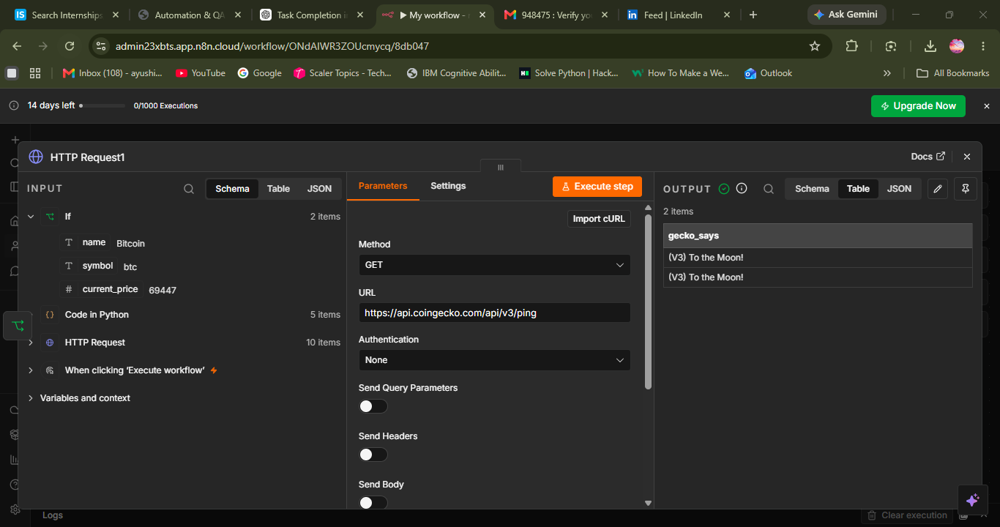 Search Internships
Automation & QA
Task Completion i
▶ My workflow -
948475 : Verify yo
Feed | LinkedIn
Ask Gemini
admin23xbts.app.n8n.cloud/workflow/ONdAIWR3ZOUcmycq/8db047
Inbox (108) - ayushi...
YouTube
Google
Scaler Topics - Tech...
IBM Cognitive Abilit...
Solve Python | Hack...
How To Make a We...
Outlook
»
All Bookmarks
14 days left
0/1000 Executions
Upgrade Now
HTTP Request1
Docs
INPUT
Schema
Table
JSON
Parameters
Settings
Execute step
OUTPUT
Schema
Table
JSON
If
2 items
T name Bitcoin
T symbol btc
# current_price 69447
Code in Python
5 items
HTTP Request
10 items
When clicking ‘Execute workflow’
Variables and context
Import cURL
Method
GET
URL
https://api.coingecko.com/api/v3/ping
Authentication
None
Send Query Parameters
Send Headers
Send Body
2 items
gecko_says
(V3) To the Moon!
(V3) To the Moon!
Logs
Clear execution